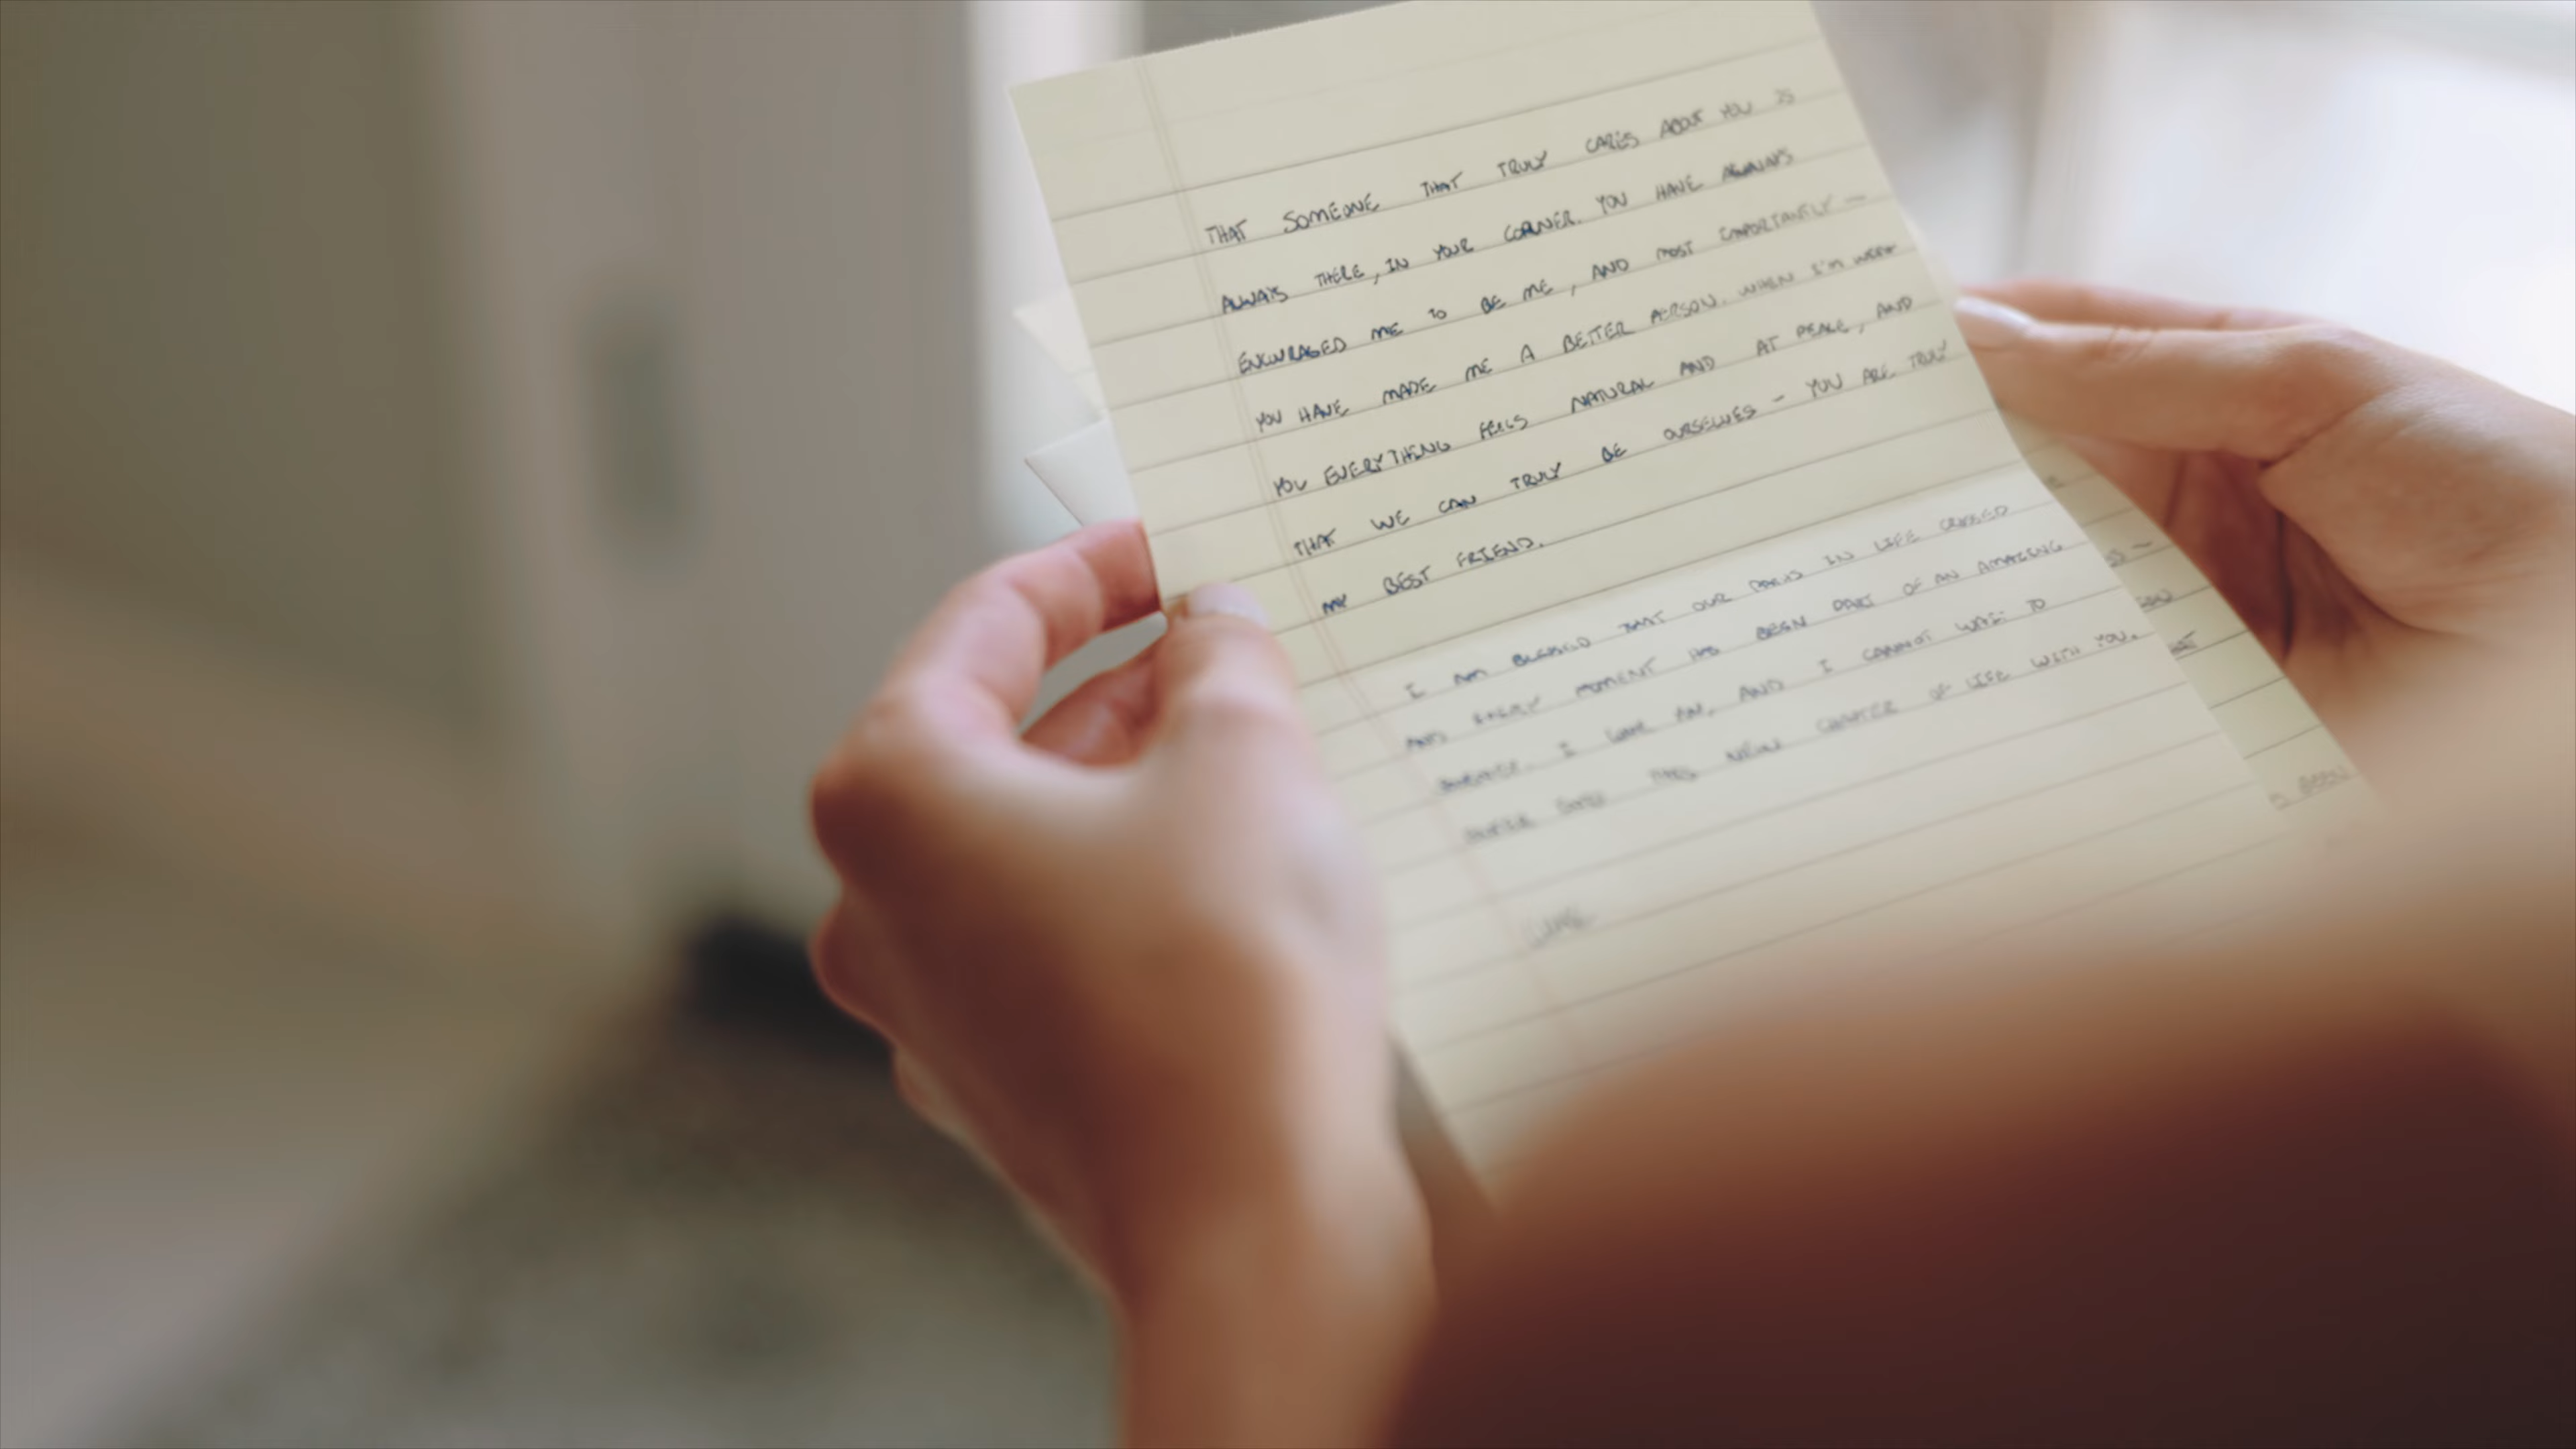 THAT SOMEONE THAT TRULY CARES ABOUT YOU IS
ALWAYS THERE, IN YOUR CORNER. YOU HAVE ALWAYS
ENCOURAGED ME TO BE ME, AND MOST IMPORTANTLY -
YOU HAVE MADE ME A BETTER PERSON. WHEN I'M WITH
YOU EVERYTHING FEELS NATURAL AND AT PEACE, AND
THAT WE CAN TRULY BE OURSELVES - YOU ARE TRULY
MY BEST FRIEND.
I AM BLESSED THAT OUR PATHS IN LIFE CROSSED
AND EVERY MOMENT HAS BEEN PART OF AN AMAZING
I AND I CANNOT WAIT TO
THIS NEW CHAPTER OF LIFE WITH YOU.